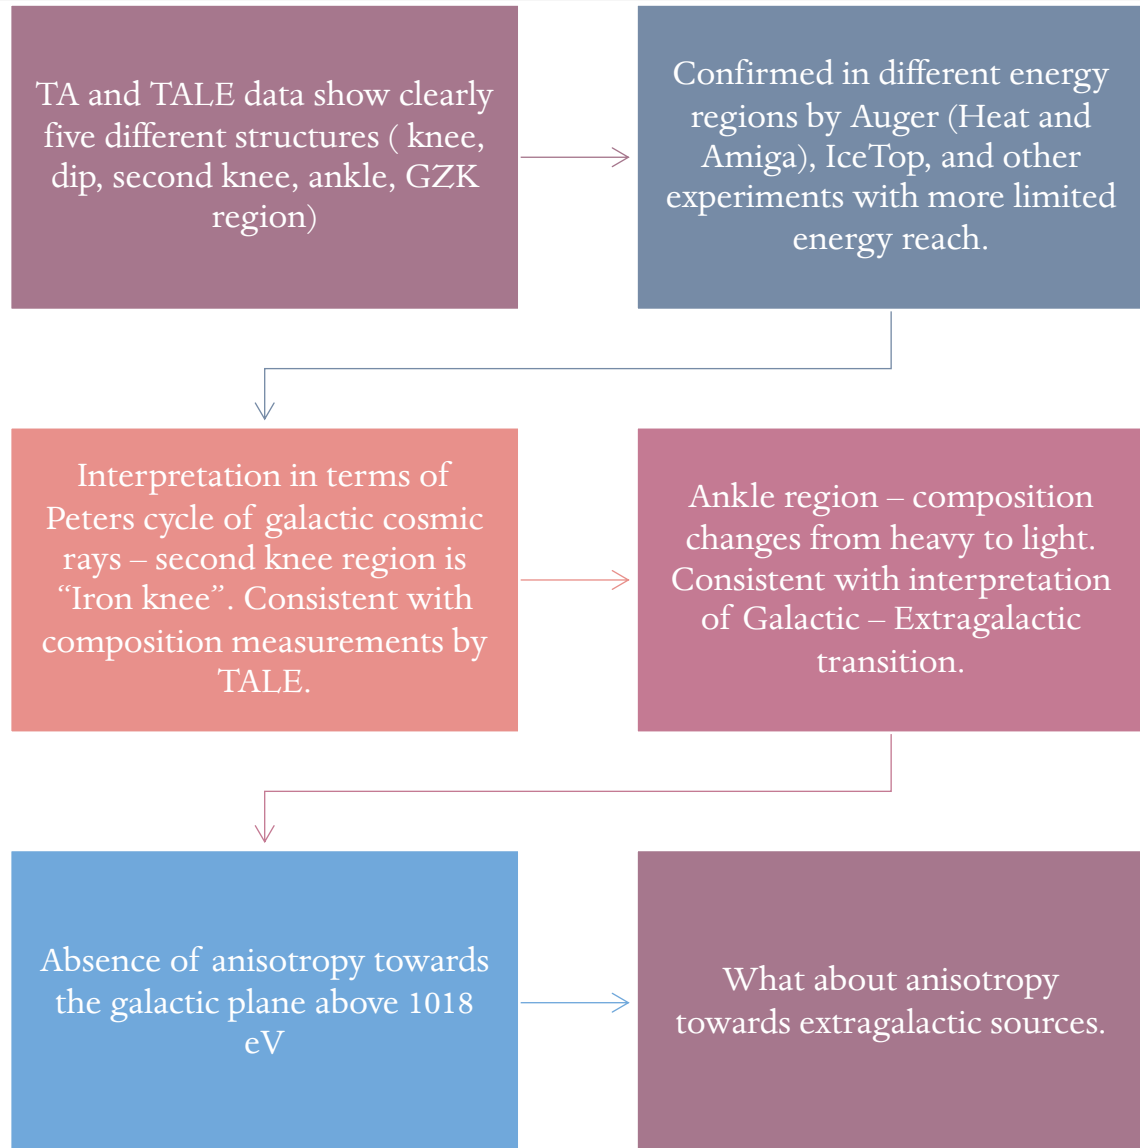 TA and TALE data show clearly
five different structures ( knee,
dip, second knee, ankle, GZK
region)
Confirmed in different energy
regions by Auger (Heat and
Amiga), IceTop, and other
experiments with more limited
energy reach.
Interpretation in terms of
Peters cycle of galactic cosmic
rays – second knee region is
“Iron knee”. Consistent with
composition measurements by
TALE.
Ankle region – composition
changes from heavy to light.
Consistent with interpretation
of Galactic – Extragalactic
transition.
Absence of anisotropy towards
the galactic plane above 1018
eV
What about anisotropy
towards extragalactic sources.